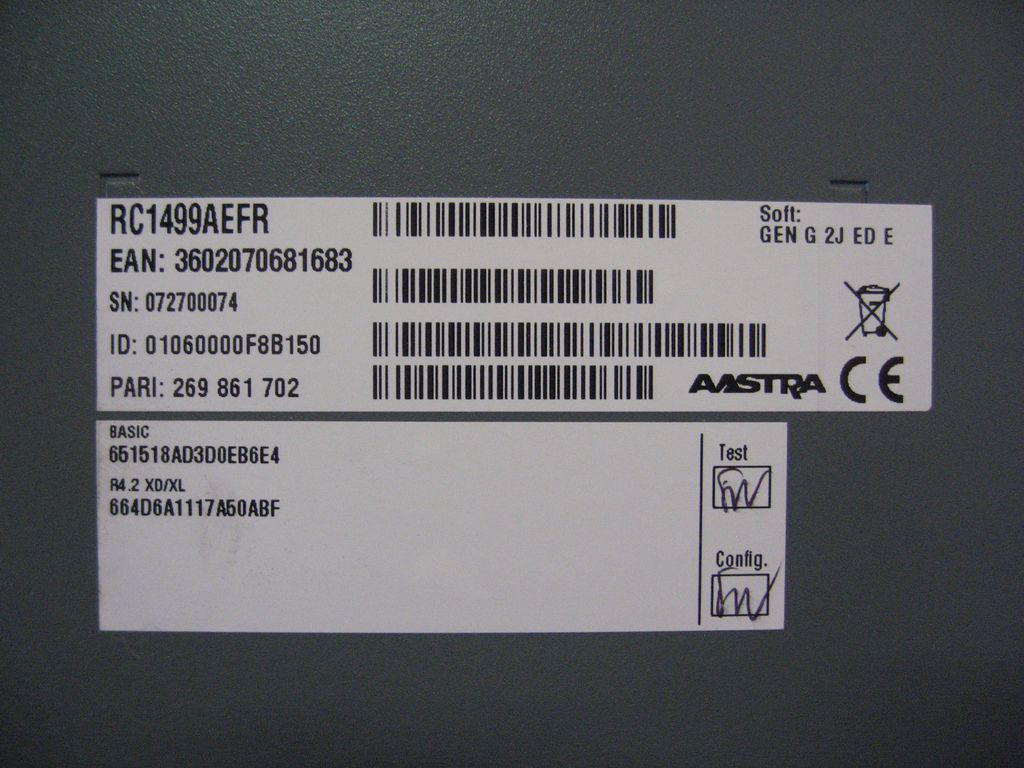 RC1499AEFR
Soft:
GEN G 2J ED E
EAN: 3602070681683
SN: 072700074
ID: 01060000F8B150
PARI: 269 861 702
AASTRA CE
BASIC
651518AD3D0EB6E4
R4.2 XD/XL
664D6A1117A50ABF
Test
Config.